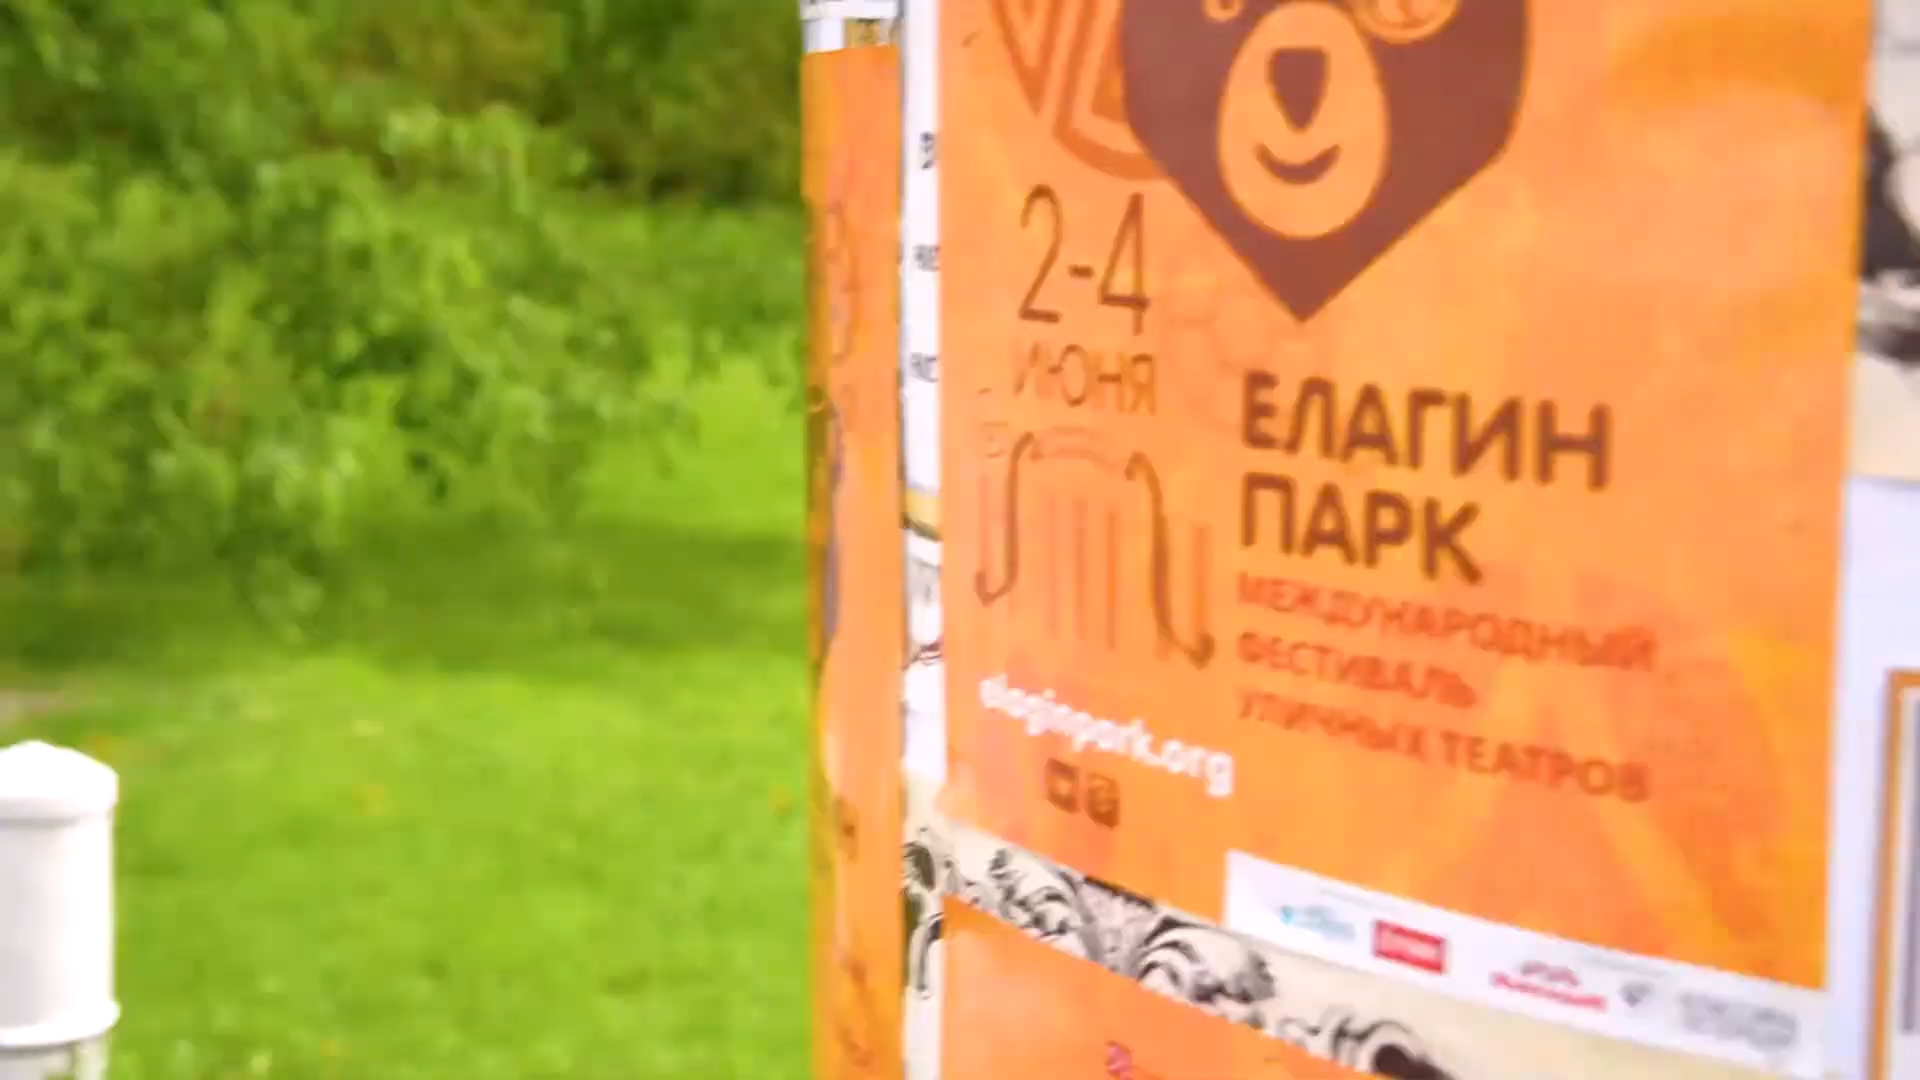 2-4
ИЮНЯ
ЕЛАГИН
ПАРК
МЕЖДУНАРОДНЫЙ
ФЕСТИВАЛЬ
УЛИЧНЫХ ТЕАТРОВ
elaginpark.org